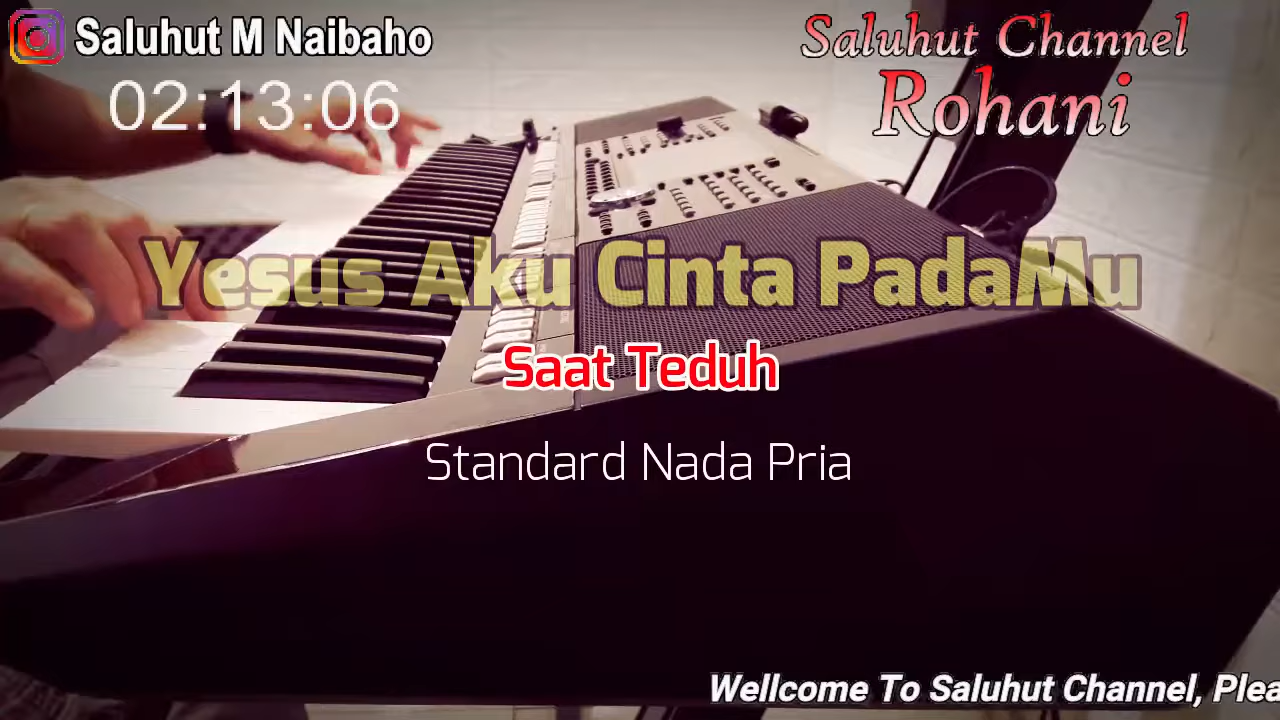 Saluhut M Naibaho
02:13:06
Saluhut Channel
Rohani
Yesus Aku Cinta PadaMu
Saat Teduh
Standard Nada Pria
Wellcome To Saluhut Channel, Plea